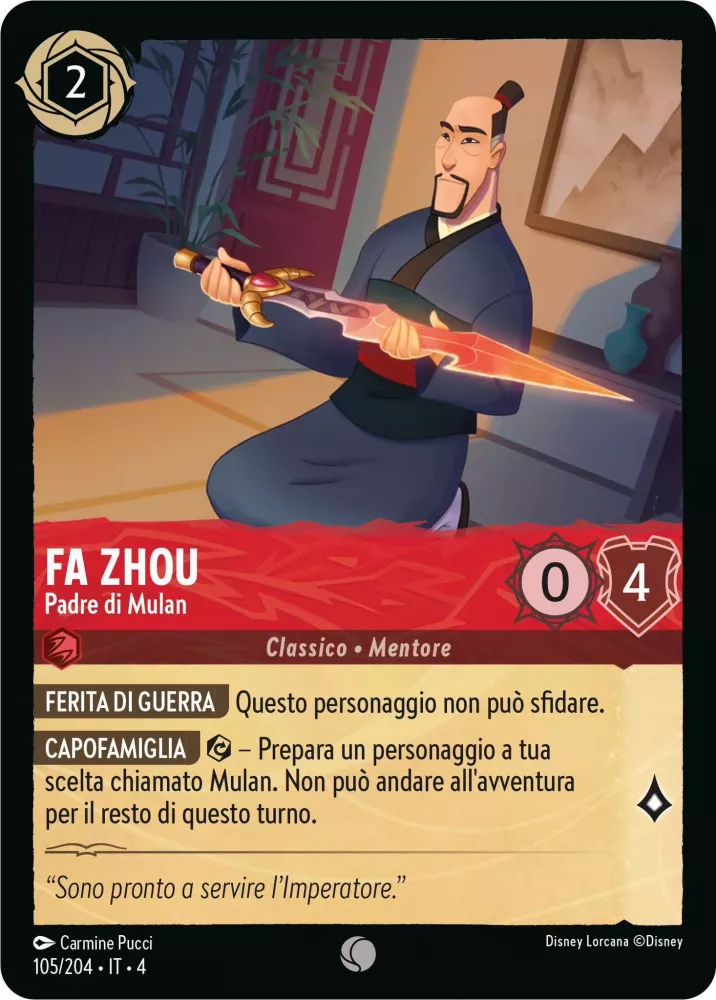 2
FA ZHOU
Padre di Mulan
0
4
Classico • Mentore
FERITA DI GUERRA Questo personaggio non può sfidare.
CAPOFAMIGLIA – Prepara un personaggio a tua
scelta chiamato Mulan. Non può andare all'avventura
per il resto di questo turno.
“Sono pronto a servire l’Imperatore.”
Carmine Pucci
105/204 • IT • 4
Disney Lorcana ©Disney